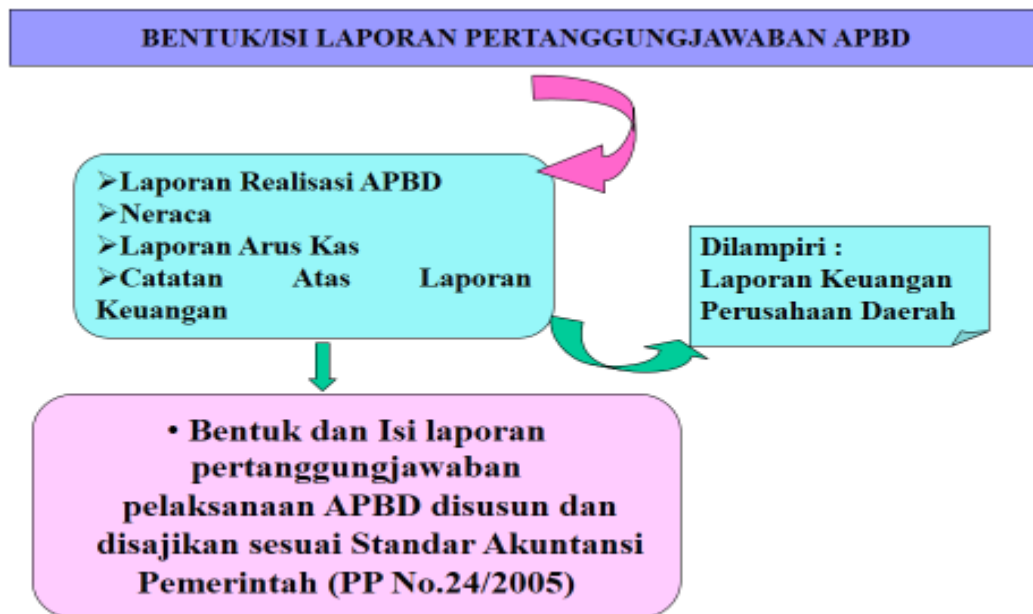 BENTUK/ISI LAPORAN PERTANGGUNGJAWABAN APBD
➢Laporan Realisasi APBD
➢Neraca
➢Laporan Arus Kas
➢Catatan Atas Laporan
Keuangan
Dilampiri :
Laporan Keuangan
Perusahaan Daerah
• Bentuk dan Isi laporan
pertanggungjawaban
pelaksanaan APBD disusun dan
disajikan sesuai Standar Akuntansi
Pemerintah (PP No.24/2005)